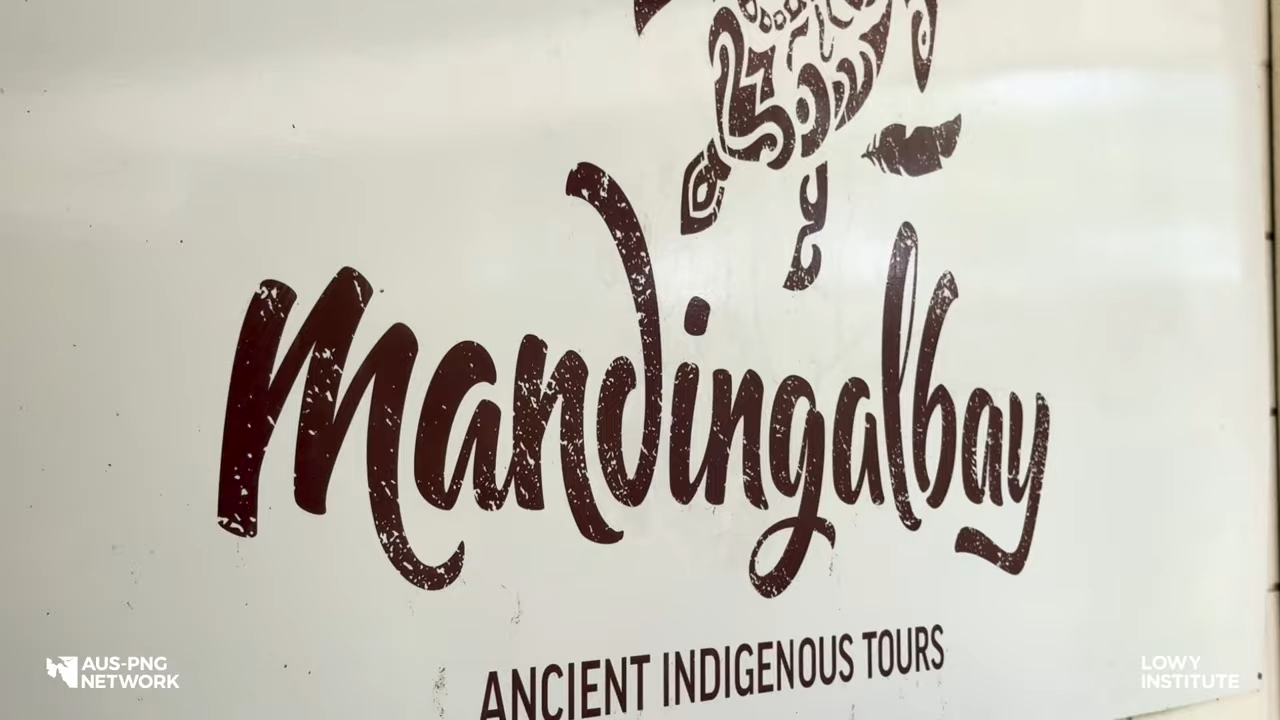 Mandingalbay
ANCIENT INDIGENOUS TOURS
AUS-PNG
NETWORK
LOWY
INSTITUTE